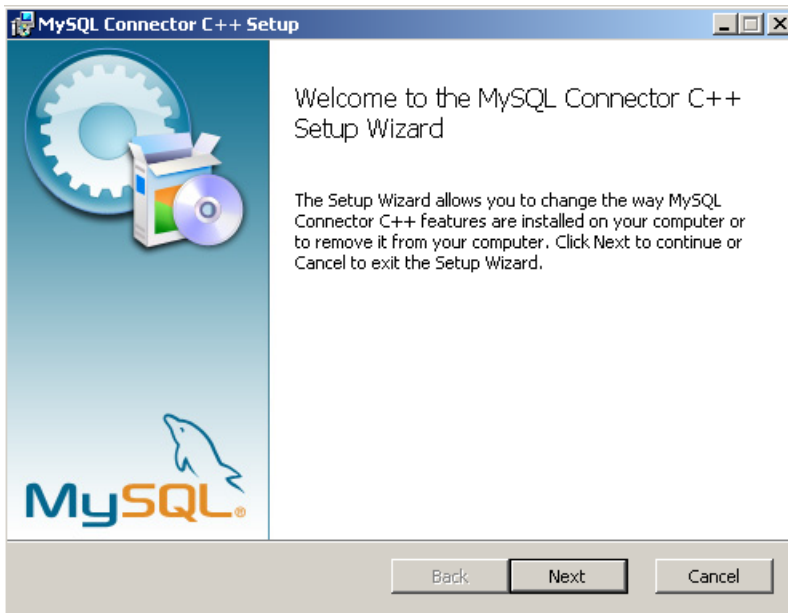 MySQL Connector C++ Setup
Welcome to the MySQL Connector C++
Setup Wizard
The Setup Wizard allows you to change the way MySQL
Connector C++ features are installed on your computer or
to remove it from your computer. Click Next to continue or
Cancel to exit the Setup Wizard.
MySQL®
Back Next Cancel